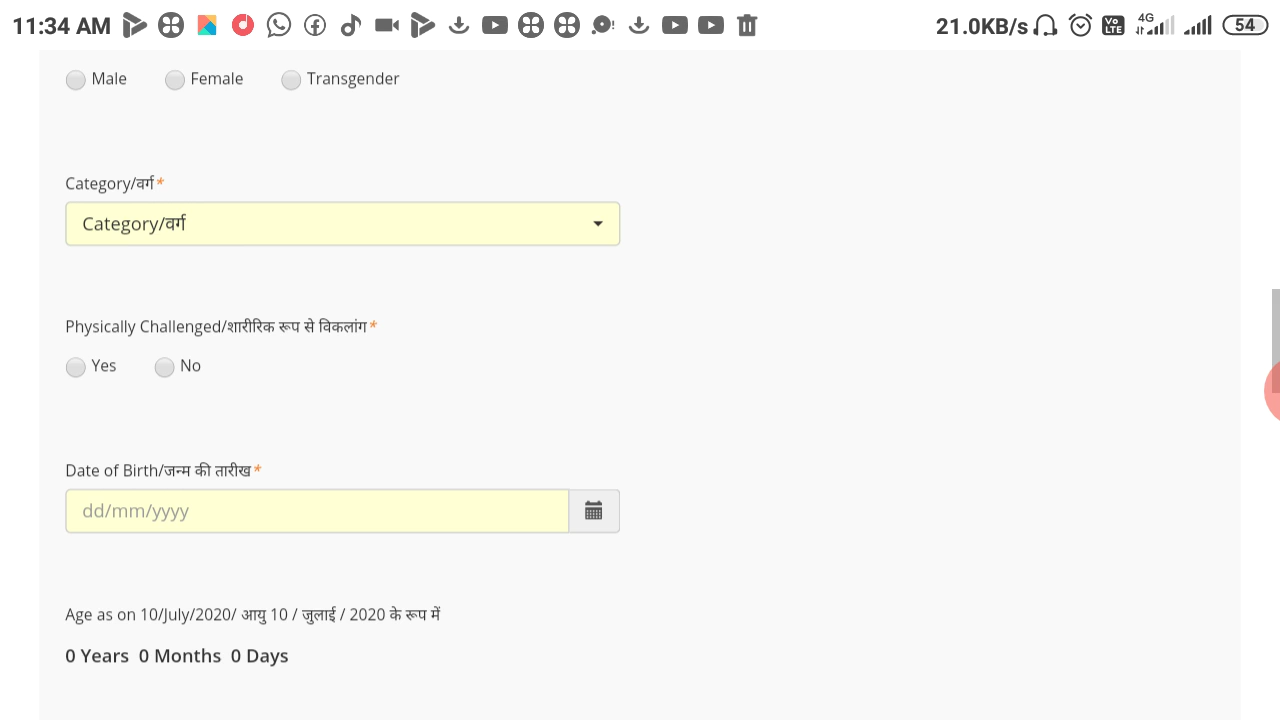 11:34 AM 21.0KB/s Vo LTE 4G 54
Male Female Transgender
Category/वर्ग*
Category/वर्ग
Physically Challenged/शारीरिक रूप से विकलांग*
Yes No
Date of Birth/जन्म की तारीख*
dd/mm/yyyy
Age as on 10/July/2020/ आयु 10 / जुलाई / 2020 के रूप में
0 Years 0 Months 0 Days